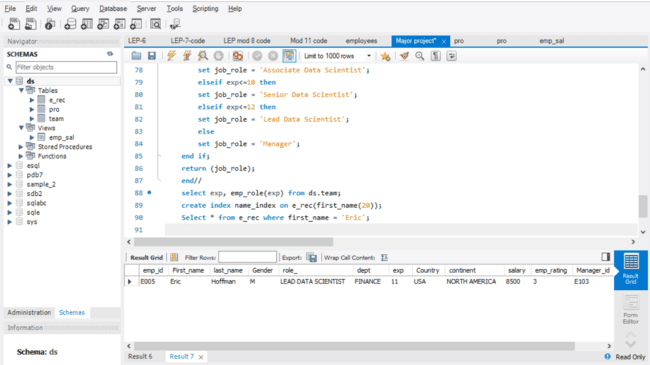 File Edit View Query Database Server Tools Scripting Help
Navigator
SCHEMAS
Filter objects
ds
Tables
e_rec
pro
team
Views
emp_sal
Stored Procedures
Functions
esql
pdb7
sample_2
sdb2
sqlabc
sqle
sys
Administration Schemas
Information
Schema: ds
LEP-6 LEP-7-code LEP mod 8 code Mod 11 code employees Major project* pro pro emp_sal
Limit to 1000 rows
78 set job_role = 'Associate Data Scientist';
79 elseif exp<=10 then
80 set job_role = 'Senior Data Scientist';
81 elseif exp<=12 then
82 set job_role = 'Lead Data Scientist';
83 else
84 set job_role = 'Manager';
85 end if;
86 return (job_role);
87 end//
88 select exp, emp_role(exp) from ds.team;
89 create index name_index on e_rec(first_name(20));
90 Select * from e_rec where first_name = 'Eric';
91
Result Grid Filter Rows: Export: Wrap Cell Content:
emp_id First_name last_name Gender role_ dept exp Country continent salary emp_rating Manager_id
E005 Eric Hoffman M LEAD DATA SCIENTIST FINANCE 11 USA NORTH AMERICA 8500 3 E103
Result Grid
Form Editor
Result 6 Result 7 Read Only